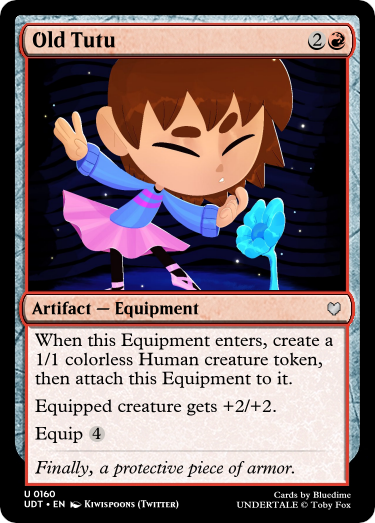 Old Tutu 2
Artifact — Equipment
When this Equipment enters, create a
1/1 colorless Human creature token,
then attach this Equipment to it.
Equipped creature gets +2/+2.
Equip 4
Finally, a protective piece of armor.
U 0160
UDT • EN Kiwispoons (Twitter)
Cards by Bluedime
UNDERTALE © Toby Fox